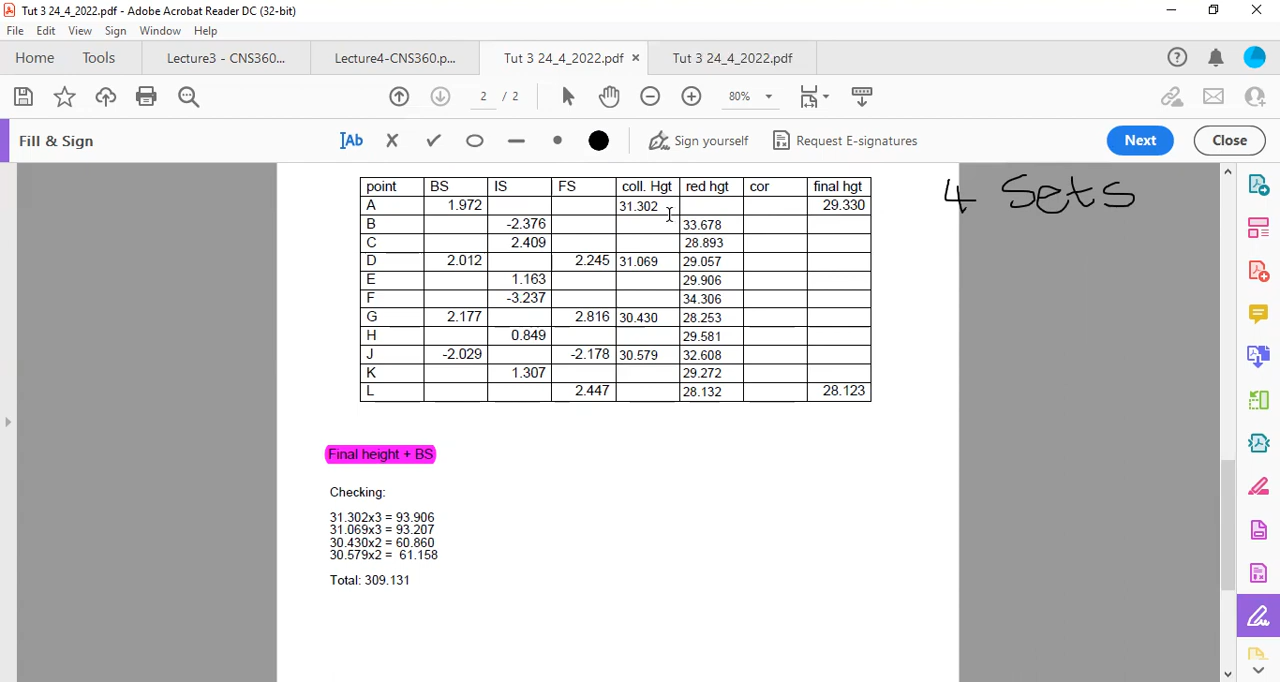 Tut 3 24_4_2022.pdf - Adobe Acrobat Reader DC (32-bit)
File Edit View Sign Window Help
Home Tools Lecture3 - CNS360... Lecture4-CNS360.p... Tut 3 24_4_2022.pdf × Tut 3 24_4_2022.pdf
2 / 2 80%
Fill & Sign Ab Sign yourself Request E-signatures Next Close
point BS IS FS coll. Hgt red hgt cor final hgt
A 1.972 31.302 29.330
B -2.376 33.678
C 2.409 28.893
D 2.012 2.245 31.069 29.057
E 1.163 29.906
F -3.237 34.306
G 2.177 2.816 30.430 28.253
H 0.849 29.581
J -2.029 -2.178 30.579 32.608
K 1.307 29.272
L 2.447 28.132 28.123
4 Sets
Final height + BS
Checking:
31.302x3 = 93.906
31.069x3 = 93.207
30.430x2 = 60.860
30.579x2 = 61.158
Total: 309.131